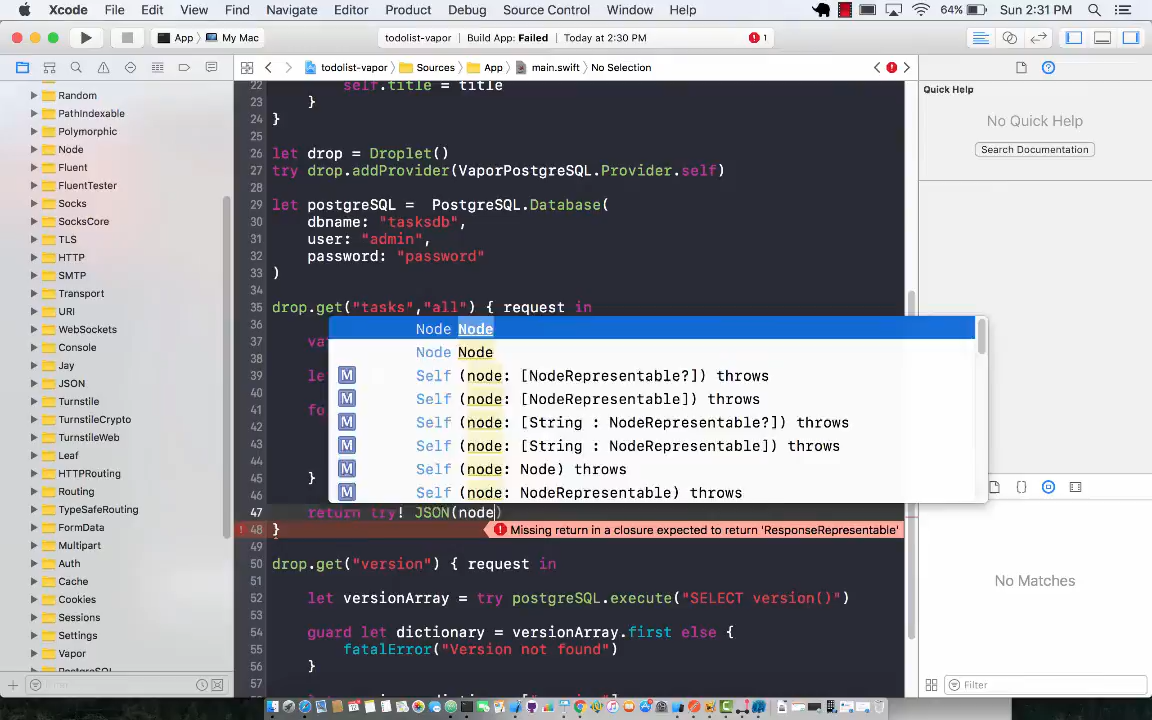 Xcode File Edit View Find Navigate Editor Product Debug Source Control Window Help 64% Sun 2:31 PM
App My Mac todolist-vapor Build App: Failed Today at 2:30 PM 1
todolist-vapor Sources App main.swift No Selection
Random
PathIndexable
Polymorphic
Node
Fluent
FluentTester
Socks
SocksCore
TLS
HTTP
SMTP
Transport
URI
WebSockets
Console
Jay
JSON
Turnstile
TurnstileCrypto
TurnstileWeb
Leaf
HTTPRouting
Routing
TypeSafeRouting
FormData
Multipart
Auth
Cache
Cookies
Sessions
Settings
Vapor
PostgreSQL
Filter
22 self.title = title
23 }
24 }
25
26 let drop = Droplet()
27 try drop.addProvider(VaporPostgreSQL.Provider.self)
28
29 let postgreSQL = PostgreSQL.Database(
30 dbname: "tasksdb",
31 user: "admin",
32 password: "password"
33 )
34
35 drop.get("tasks","all") { request in
36
37 va
38
39 le
40
41 fo
42
43
44
45 }
46
47 return try! JSON(node)
48 } Missing return in a closure expected to return 'ResponseRepresentable'
49
50 drop.get("version") { request in
51
52 let versionArray = try postgreSQL.execute("SELECT version()")
53
54 guard let dictionary = versionArray.first else {
55 fatalError("Version not found")
56 }
57
Node Node
Node Node
M Self (node: [NodeRepresentable?]) throws
M Self (node: [NodeRepresentable]) throws
M Self (node: [String : NodeRepresentable?]) throws
M Self (node: [String : NodeRepresentable]) throws
M Self (node: Node) throws
M Self (node: NodeRepresentable) throws
Quick Help
No Quick Help
Search Documentation
No Matches
Filter